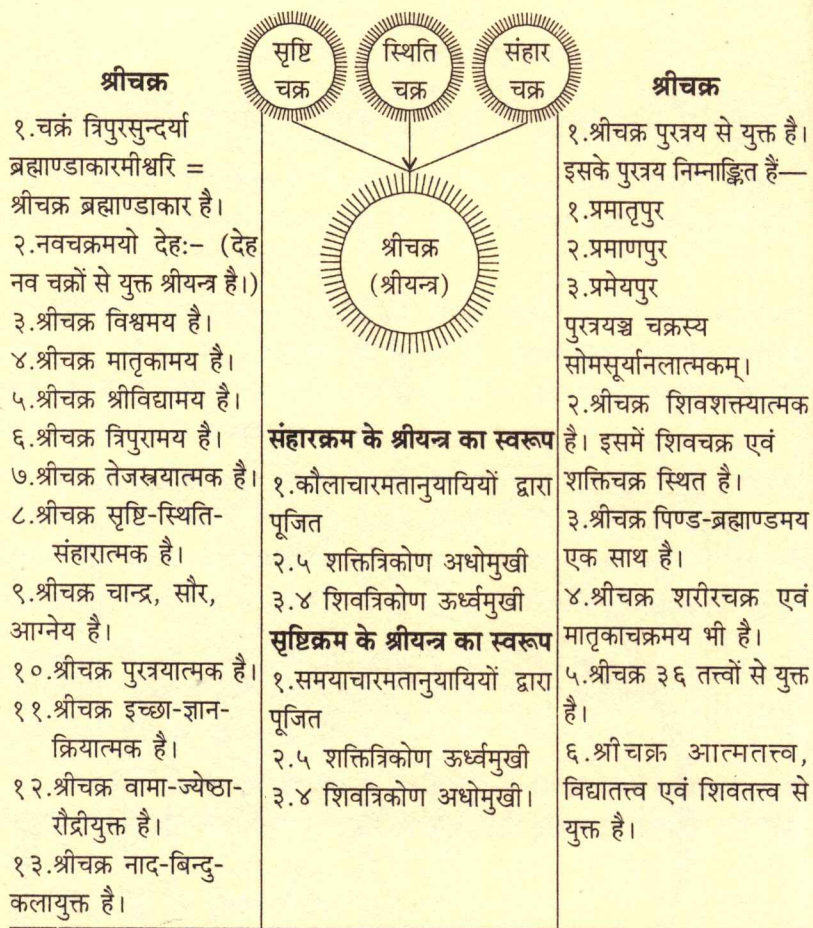 श्रीचक्र
१.चक्रं त्रिपुरसुन्दर्या
ब्रह्माण्डाकारमीश्वरि =
श्रीचक्र ब्रह्माण्डाकार है।
२.नवचक्रमयो देहः– (देह
नव चक्रों से युक्त श्रीयन्त्र है।)
३.श्रीचक्र विश्वमय है।
४.श्रीचक्र मातृकामय है।
५.श्रीचक्र श्रीविद्यामय है।
६.श्रीचक्र त्रिपुरामय है।
७.श्रीचक्र तेजस्त्रयात्मक है।
८.श्रीचक्र सृष्टि-स्थिति-
संहारात्मक है।
९.श्रीचक्र चान्द्र, सौर,
आग्नेय है।
१०.श्रीचक्र पुरत्रयात्मक है।
११.श्रीचक्र इच्छा-ज्ञान-
क्रियात्मक है।
१२.श्रीचक्र वामा-ज्येष्ठा-
रौद्रीयुक्त है।
१३.श्रीचक्र नाद-बिन्दु-
कलायुक्त है।
सृष्टि
चक्र
स्थिति
चक्र
संहार
चक्र
श्रीचक्र
(श्रीयन्त्र)
संहारक्रम के श्रीयन्त्र का स्वरूप
१.कौलाचारमतानुयायियों द्वारा
पूजित
२.५ शक्तित्रिकोण अधोमुखी
३.४ शिवत्रिकोण ऊर्ध्वमुखी
सृष्टिक्रम के श्रीयन्त्र का स्वरूप
१.समयाचारमतानुयायियों द्वारा
पूजित
२.५ शक्तित्रिकोण ऊर्ध्वमुखी
३.४ शिवत्रिकोण अधोमुखी।
श्रीचक्र
१.श्रीचक्र पुरत्रय से युक्त है।
इसके पुरत्रय निम्नाङ्कित हैं—
१.प्रमातृपुर
२.प्रमाणपुर
३.प्रमेयपुर
पुरत्रयञ्च चक्रस्य
सोमसूर्यानलात्मकम्।
२.श्रीचक्र शिवशक्त्यात्मक
है। इसमें शिवचक्र एवं
शक्तिचक्र स्थित है।
३.श्रीचक्र पिण्ड-ब्रह्माण्डमय
एक साथ है।
४.श्रीचक्र शरीरचक्र एवं
मातृकाचक्रमय भी है।
५.श्रीचक्र ३६ तत्त्वों से युक्त
है।
६.श्रीचक्र आत्मतत्त्व,
विद्यातत्त्व एवं शिवतत्त्व से
युक्त है।